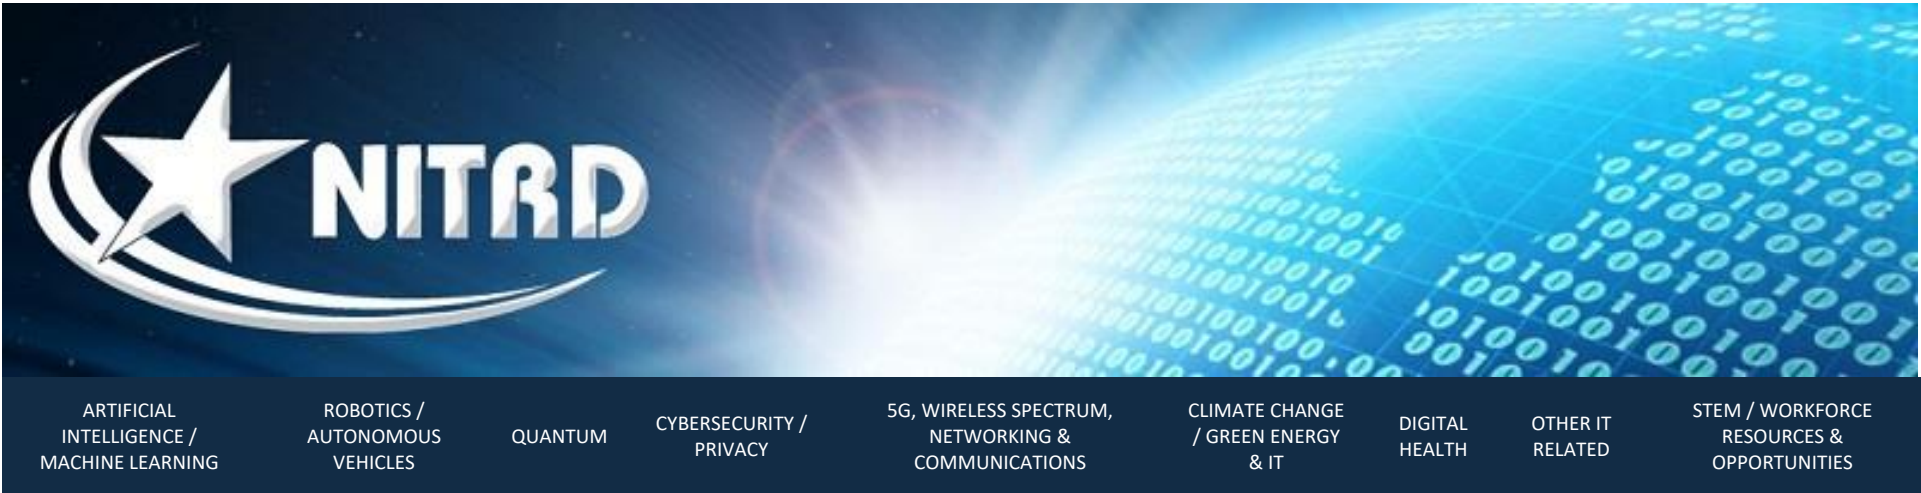 NITRD
ARTIFICIAL
INTELLIGENCE /
MACHINE LEARNING
ROBOTICS /
AUTONOMOUS
VEHICLES
QUANTUM
CYBERSECURITY /
PRIVACY
5G, WIRELESS SPECTRUM,
NETWORKING &
COMMUNICATIONS
CLIMATE CHANGE
/ GREEN ENERGY
& IT
DIGITAL
HEALTH
OTHER IT
RELATED
STEM / WORKFORCE
RESOURCES &
OPPORTUNITIES